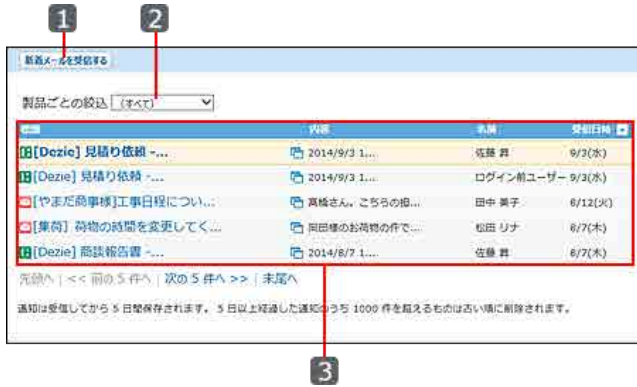 1 2
新着メールを受信する
製品ごとの絞込 (すべて)
標題 内容 名前 受信日時
[Dezie] 見積り依頼 -... 2014/9/3 1... 佐藤 昇 9/3(水)
[Dezie] 見積り依頼 -... 2014/9/3 1... ログイン前ユーザー 9/3(水)
[やまだ商事様]工事日程につい... 高橋さん。こちらの担... 田中 美子 8/12(火)
[集荷] 荷物の時間を変更してく... 岡田様のお荷物の件で... 松田 リナ 8/7(木)
[Dezie] 商談報告書 -... 2014/8/7 1... 佐藤 昇 8/7(木)
先頭へ | << 前の 5 件へ | 次の 5 件へ >> | 末尾へ
通知は受信してから 5 日間保存されます。 5 日以上経過した通知のうち 1000 件を超えるものは古い順に削除されます。
3